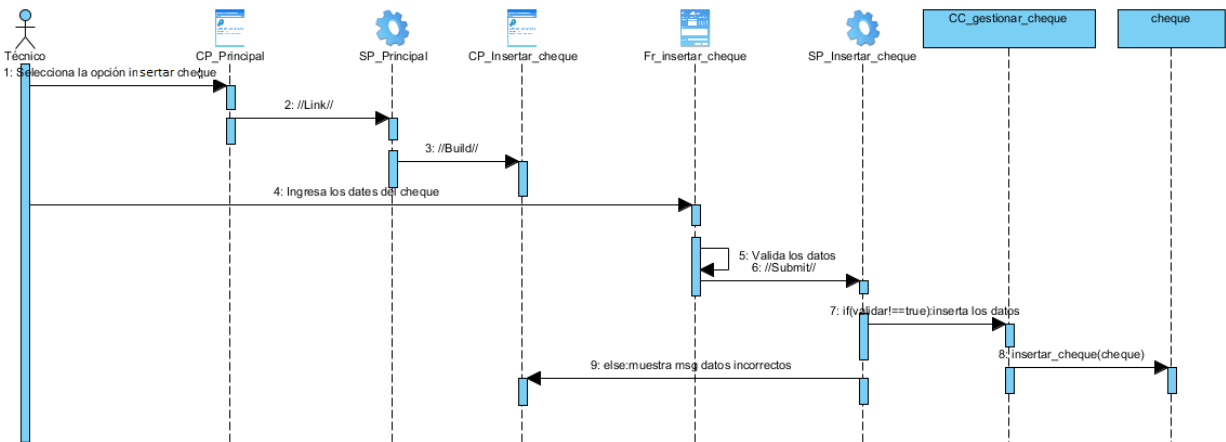 CC_gestionar_cheque
cheque
Técnico
CP_Principal
SP_Principal
CP_Insertar_cheque
Fr_insertar_cheque
SP_Insertar_cheque
1: Selecciona la opción insertar cheque
2: //Link//
3: //Build//
4: Ingresa los dates del cheque
5: Valida los datos
6: //Submit//
7: if(validar!==true):inserta los datos
8: insertar_cheque(cheque)
9: else:muestra msg datos incorrectos